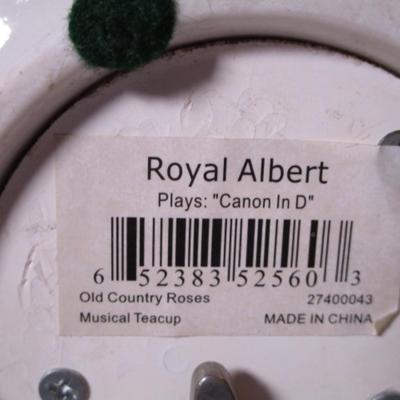 Royal Albert
Plays: "Canon In D"
6 52383 52560 3
Old Country Roses 27400043
Musical Teacup MADE IN CHINA